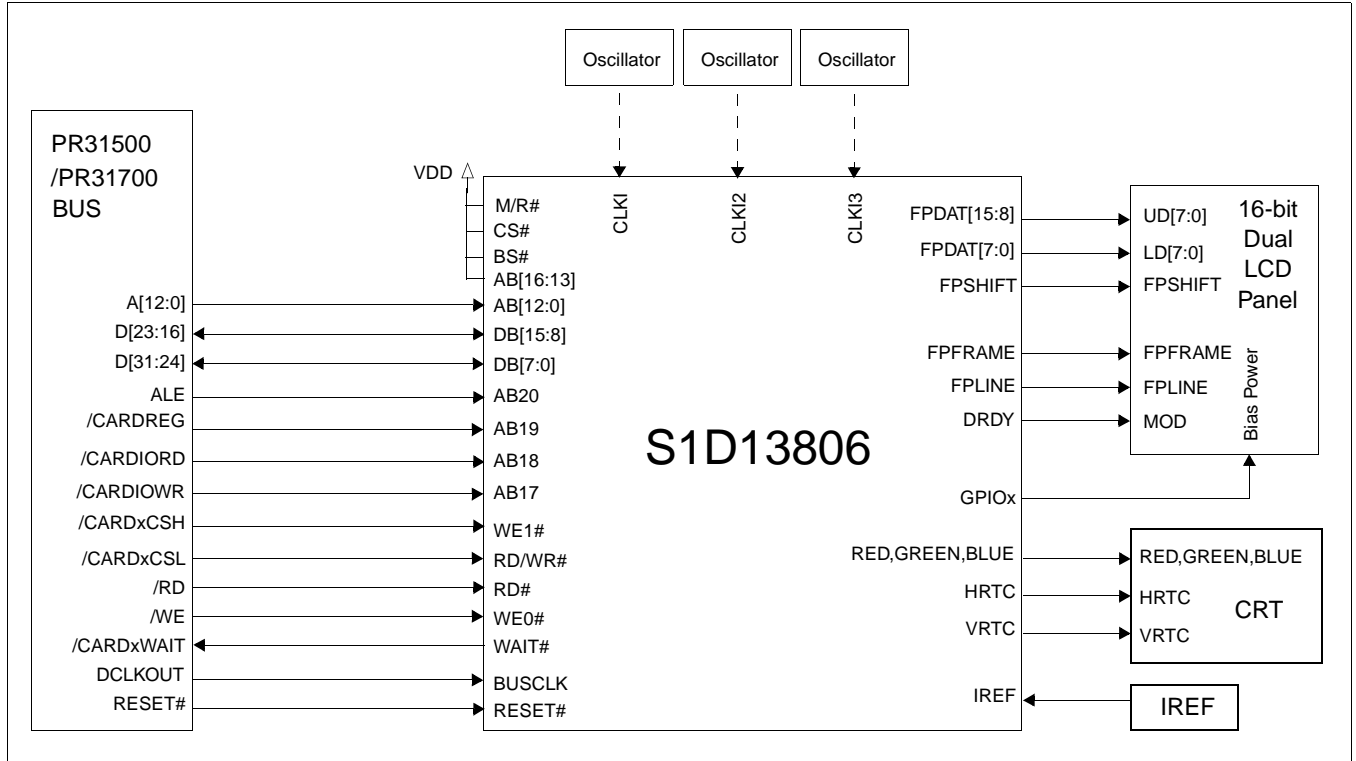 Oscillator
Oscillator
Oscillator
PR31500
/PR31700
BUS
A[12:0]
D[23:16]
D[31:24]
ALE
/CARDREG
/CARDIORD
/CARDIOWR
/CARDxCSH
/CARDxCSL
/RD
/WE
/CARDxWAIT
DCLKOUT
RESET#
VDD
M/R#
CS#
BS#
AB[16:13]
AB[12:0]
DB[15:8]
DB[7:0]
AB20
AB19
AB18
AB17
WE1#
RD/WR#
RD#
WE0#
WAIT#
BUSCLK
RESET#
CLKI
CLKI2
CLKI3
S1D13806
FPDAT[15:8]
FPDAT[7:0]
FPSHIFT
FPFRAME
FPLINE
DRDY
GPIOx
RED,GREEN,BLUE
HRTC
VRTC
IREF
UD[7:0]
LD[7:0]
FPSHIFT
FPFRAME
FPLINE
MOD
16-bit
Dual
LCD
Panel
Bias Power
RED,GREEN,BLUE
HRTC
VRTC
CRT
IREF